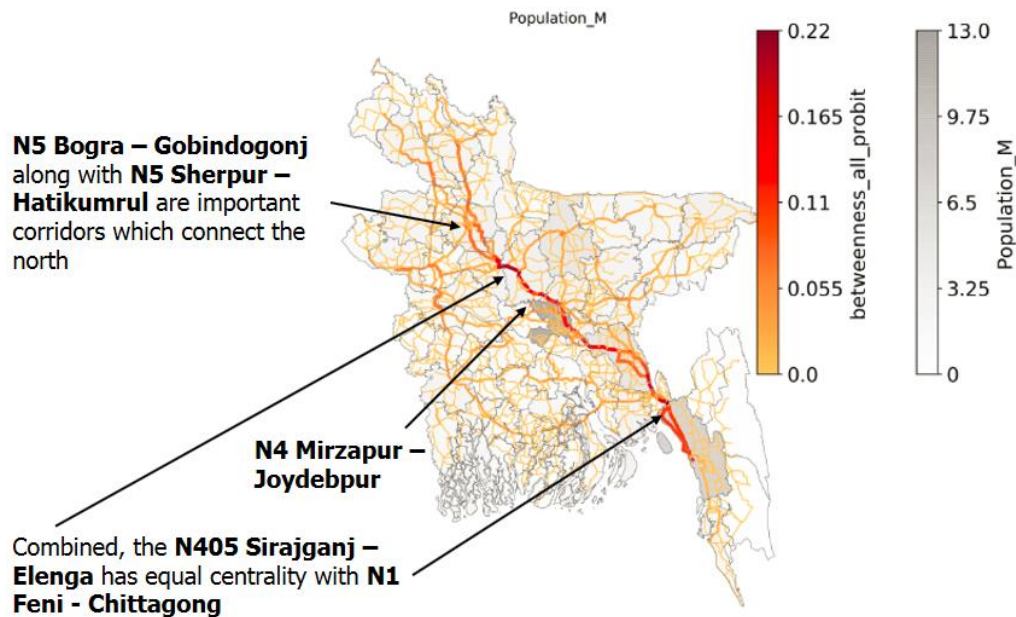 Population_M
N5 Bogra – Gobindogonj
along with N5 Sherpur –
Hatikumrul are important
corridors which connect the
north
N4 Mirzapur –
Joydebpur
Combined, the N405 Sirajganj –
Elenga has equal centrality with N1
Feni - Chittagong
0.22
0.165
0.11
0.055
0.0
betweenness_all_probit
13.0
9.75
6.5
3.25
0
Population_M